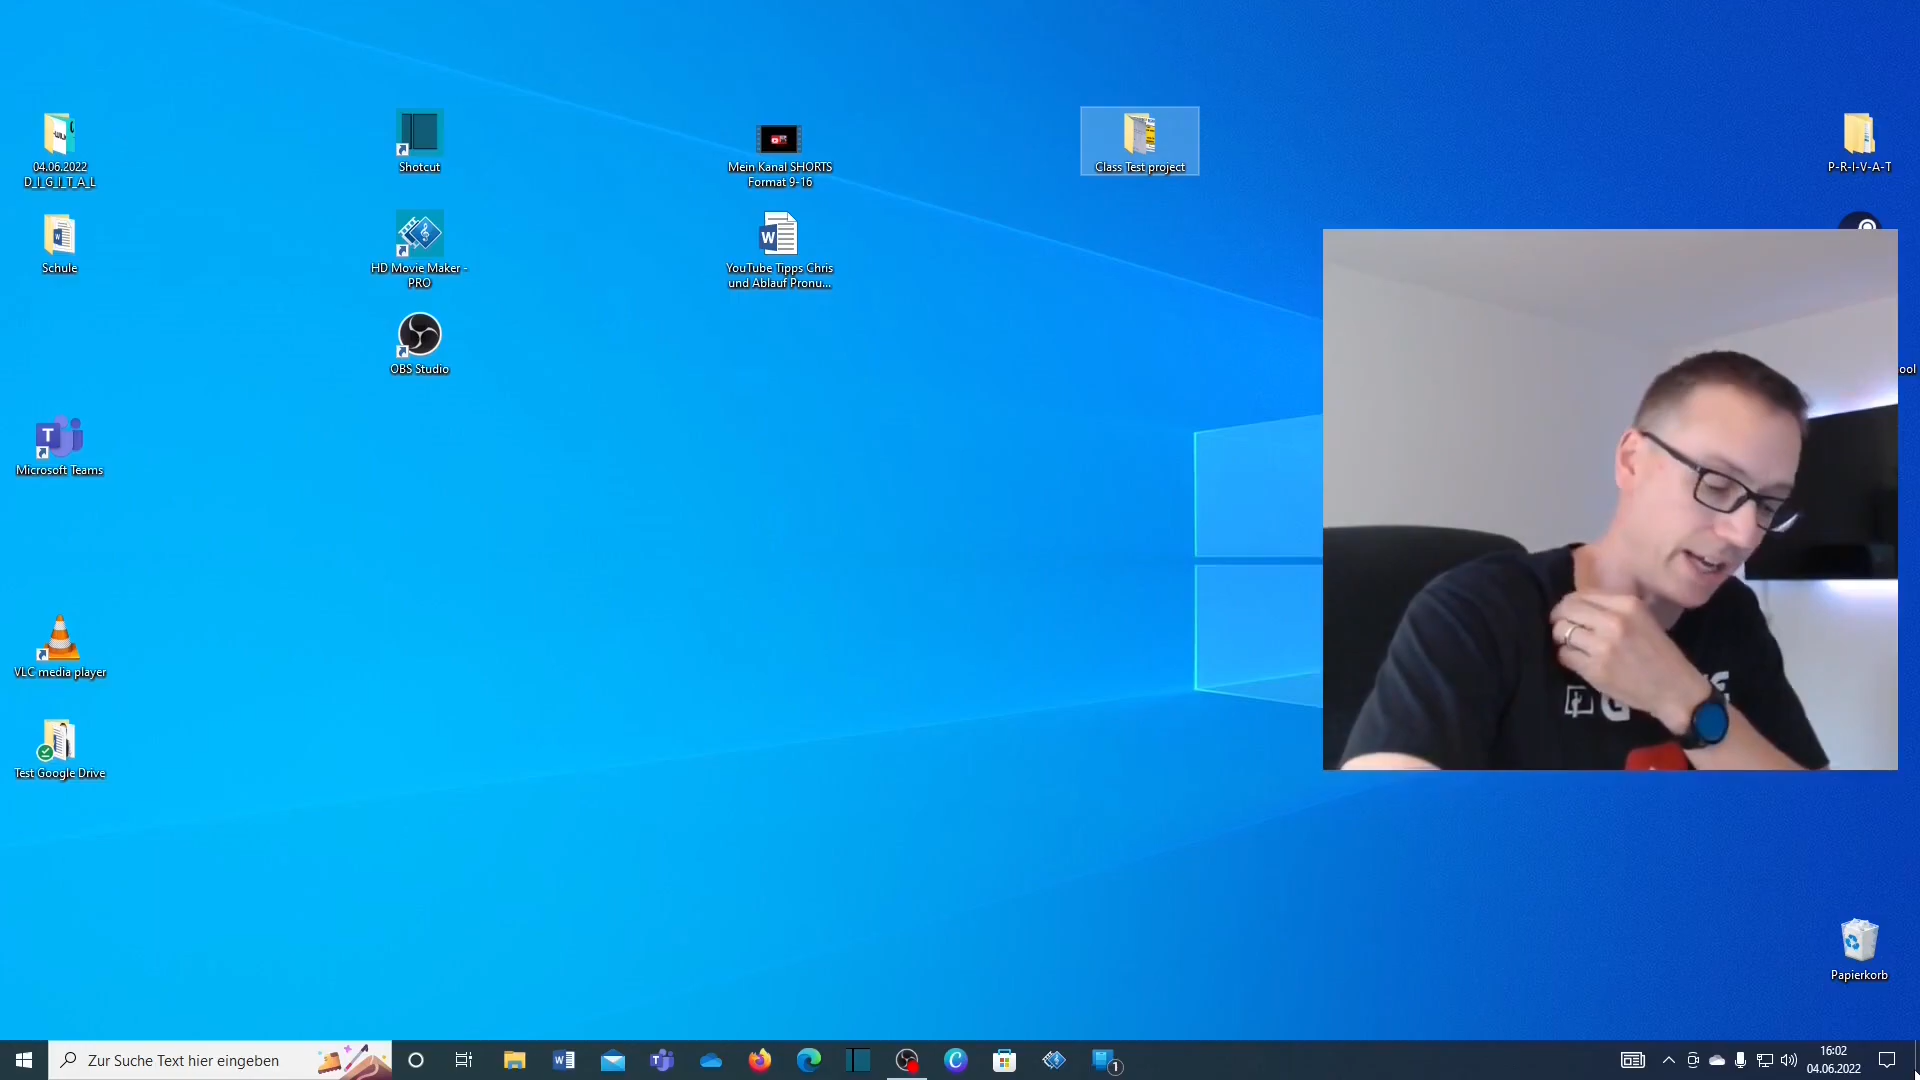 04.06.2022
D_I_G_I_T_A_L
Shotcut
Mein Kanal SHORTS
Format 9-16
Class Test project
P-R-I-V-A-T
Schule
HD Movie Maker -
PRO
YouTube Tipps Chris
und Ablauf Pronu...
OBS Studio
ool
Microsoft Teams
VLC media player
Test Google Drive
Papierkorb
Zur Suche Text hier eingeben
1
16:02
04.06.2022